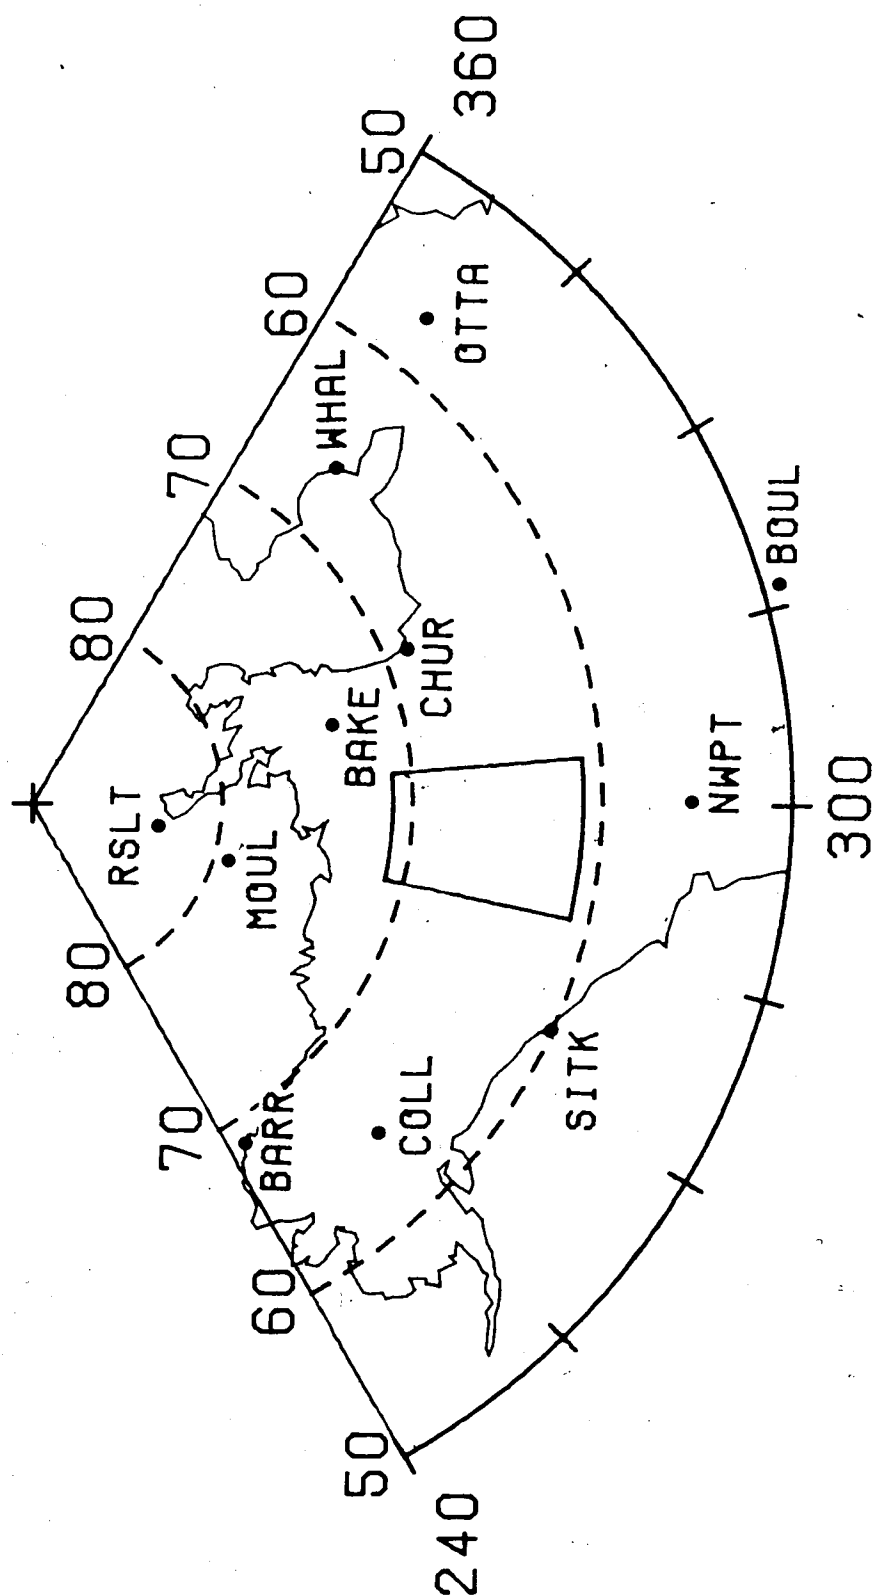 360
50
60
OTTA
70
WHAL
80
BOUL
CHUR
BAKE
NWPT
RSLT
300
MOUL
80
SITK
COLL
70
BARR
60
50
240